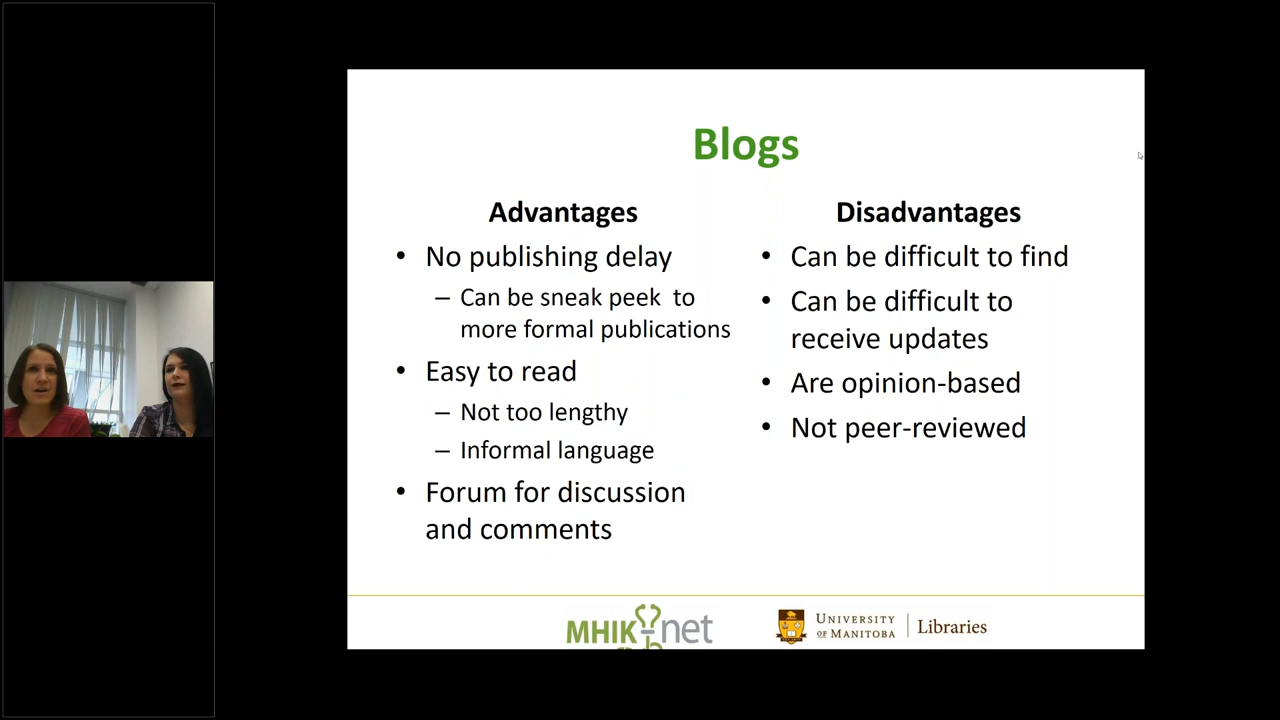 Blogs
Advantages
• No publishing delay
– Can be sneak peek to
more formal publications
• Easy to read
– Not too lengthy
– Informal language
• Forum for discussion
and comments
Disadvantages
• Can be difficult to find
• Can be difficult to
receive updates
• Are opinion-based
• Not peer-reviewed
MHIKnet
UNIVERSITY
OF MANITOBA
Libraries